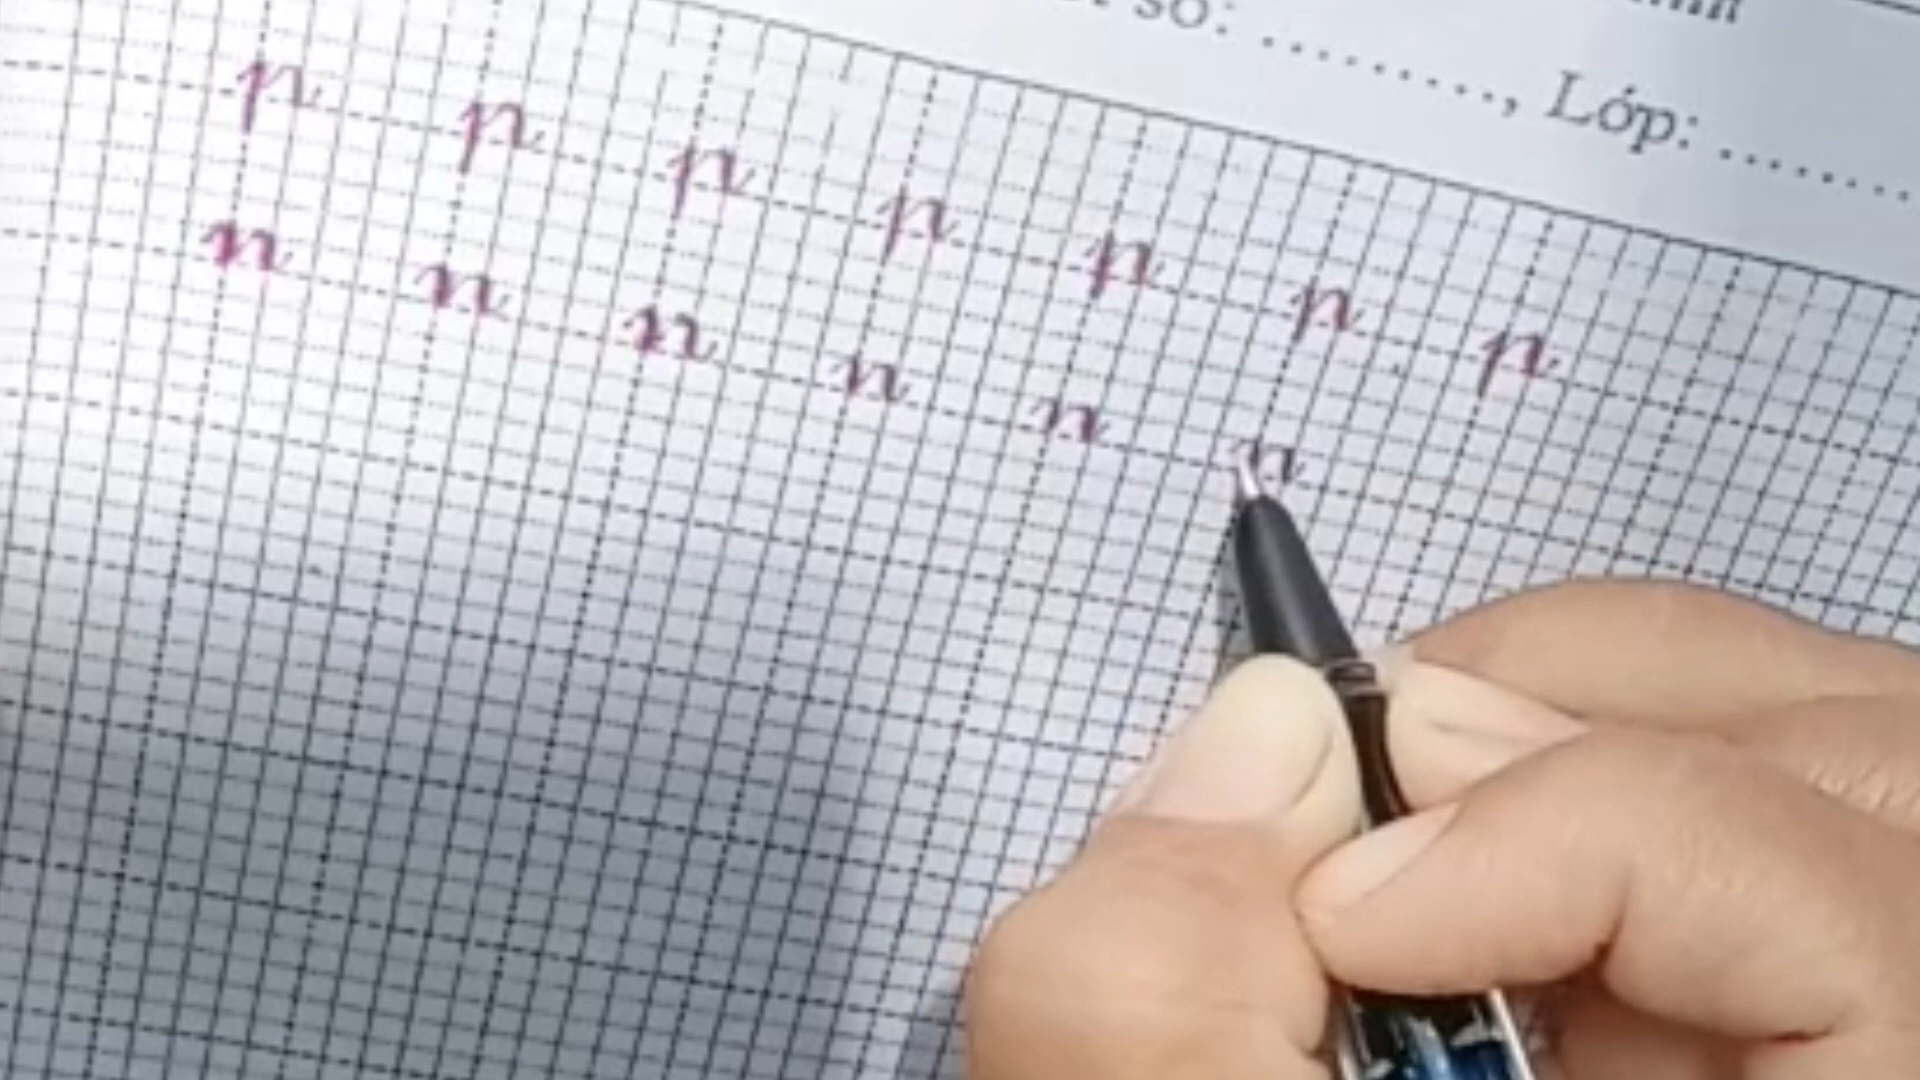 số: ........, Lớp: .......
p p p p p p p
n n n n n n